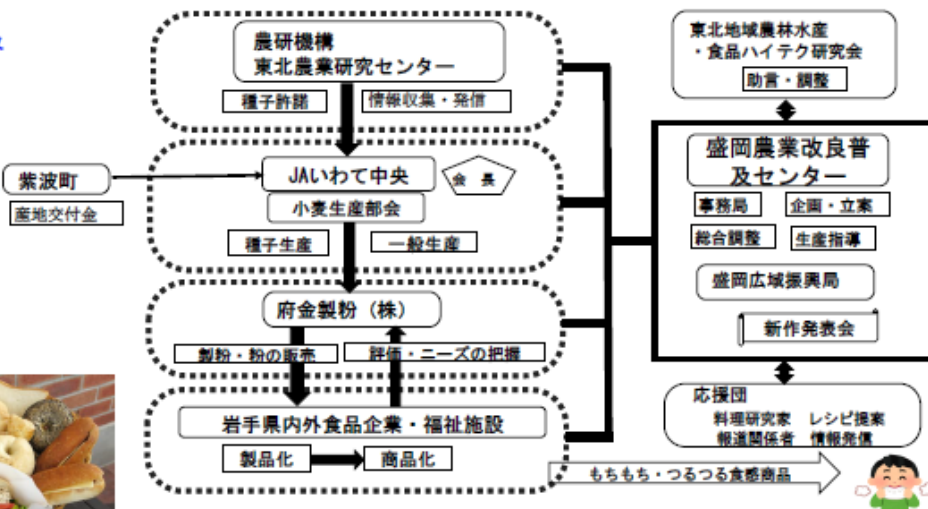 農研機構
東北農業研究センター
種子許諾
情報収集・発信
紫波町
産地交付金
JAいわて中央
会 長
小麦生産部会
種子生産
一般生産
府金製粉(株)
製粉・粉の販売
評価・ニーズの把握
岩手県内外食品企業・福祉施設
製品化
商品化
もちもち・つるつる食感商品
東北地域農林水産
・食品ハイテク研究会
助言・調整
盛岡農業改良普
及センター
事務局
企画・立案
総合調整
生産指導
盛岡広域振興局
新作発表会
応援団
料理研究家 レシピ提案
報道関係者 情報発信